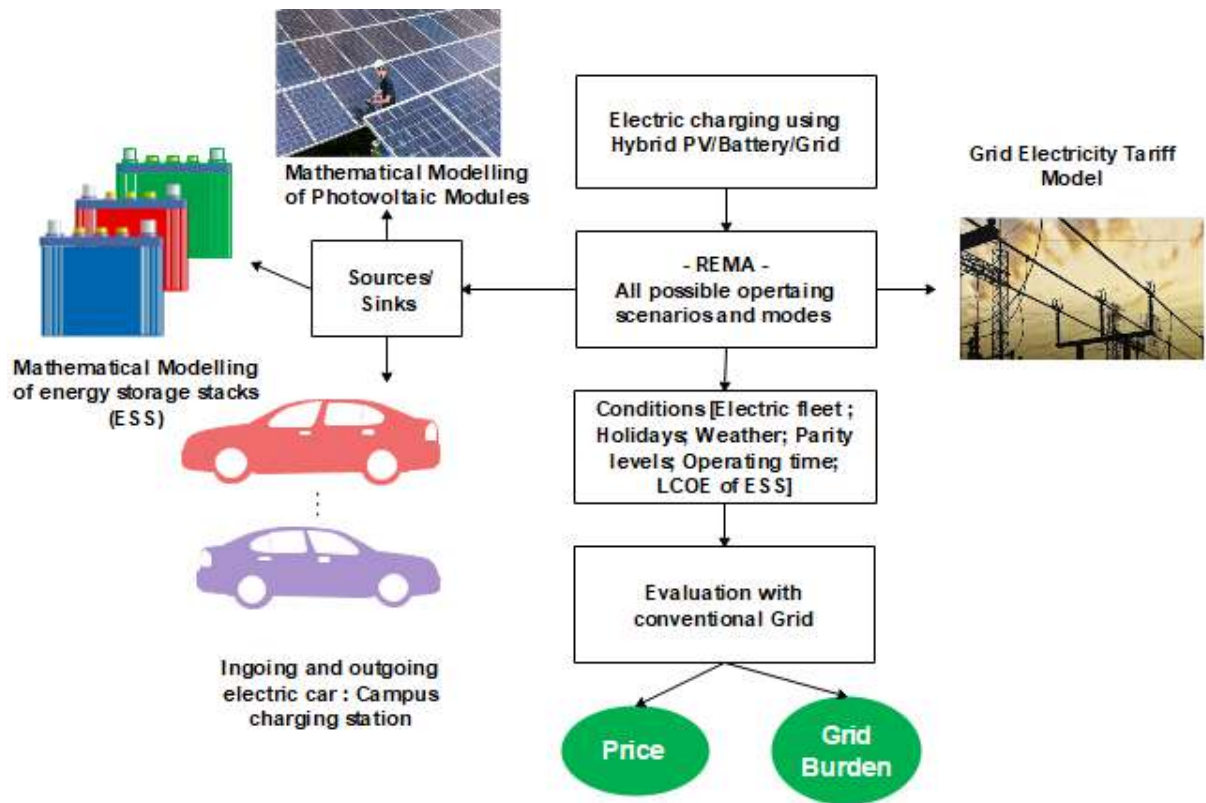 Electric charging using
Hybrid PV/Battery/Grid
Grid Electricity Tariff
Model
Mathematical Modelling
of Photovoltaic Modules
Sources/
Sinks
- REMA -
All possible opertaing
scenarios and modes
Mathematical Modelling
of energy storage stacks
(ESS)
Conditions [Electric fleet ;
Holidays; Weather; Parity
levels; Operating time;
LCOE of ESS]
Evaluation with
conventional Grid
Ingoing and outgoing
electric car : Campus
charging station
Price
Grid
Burden